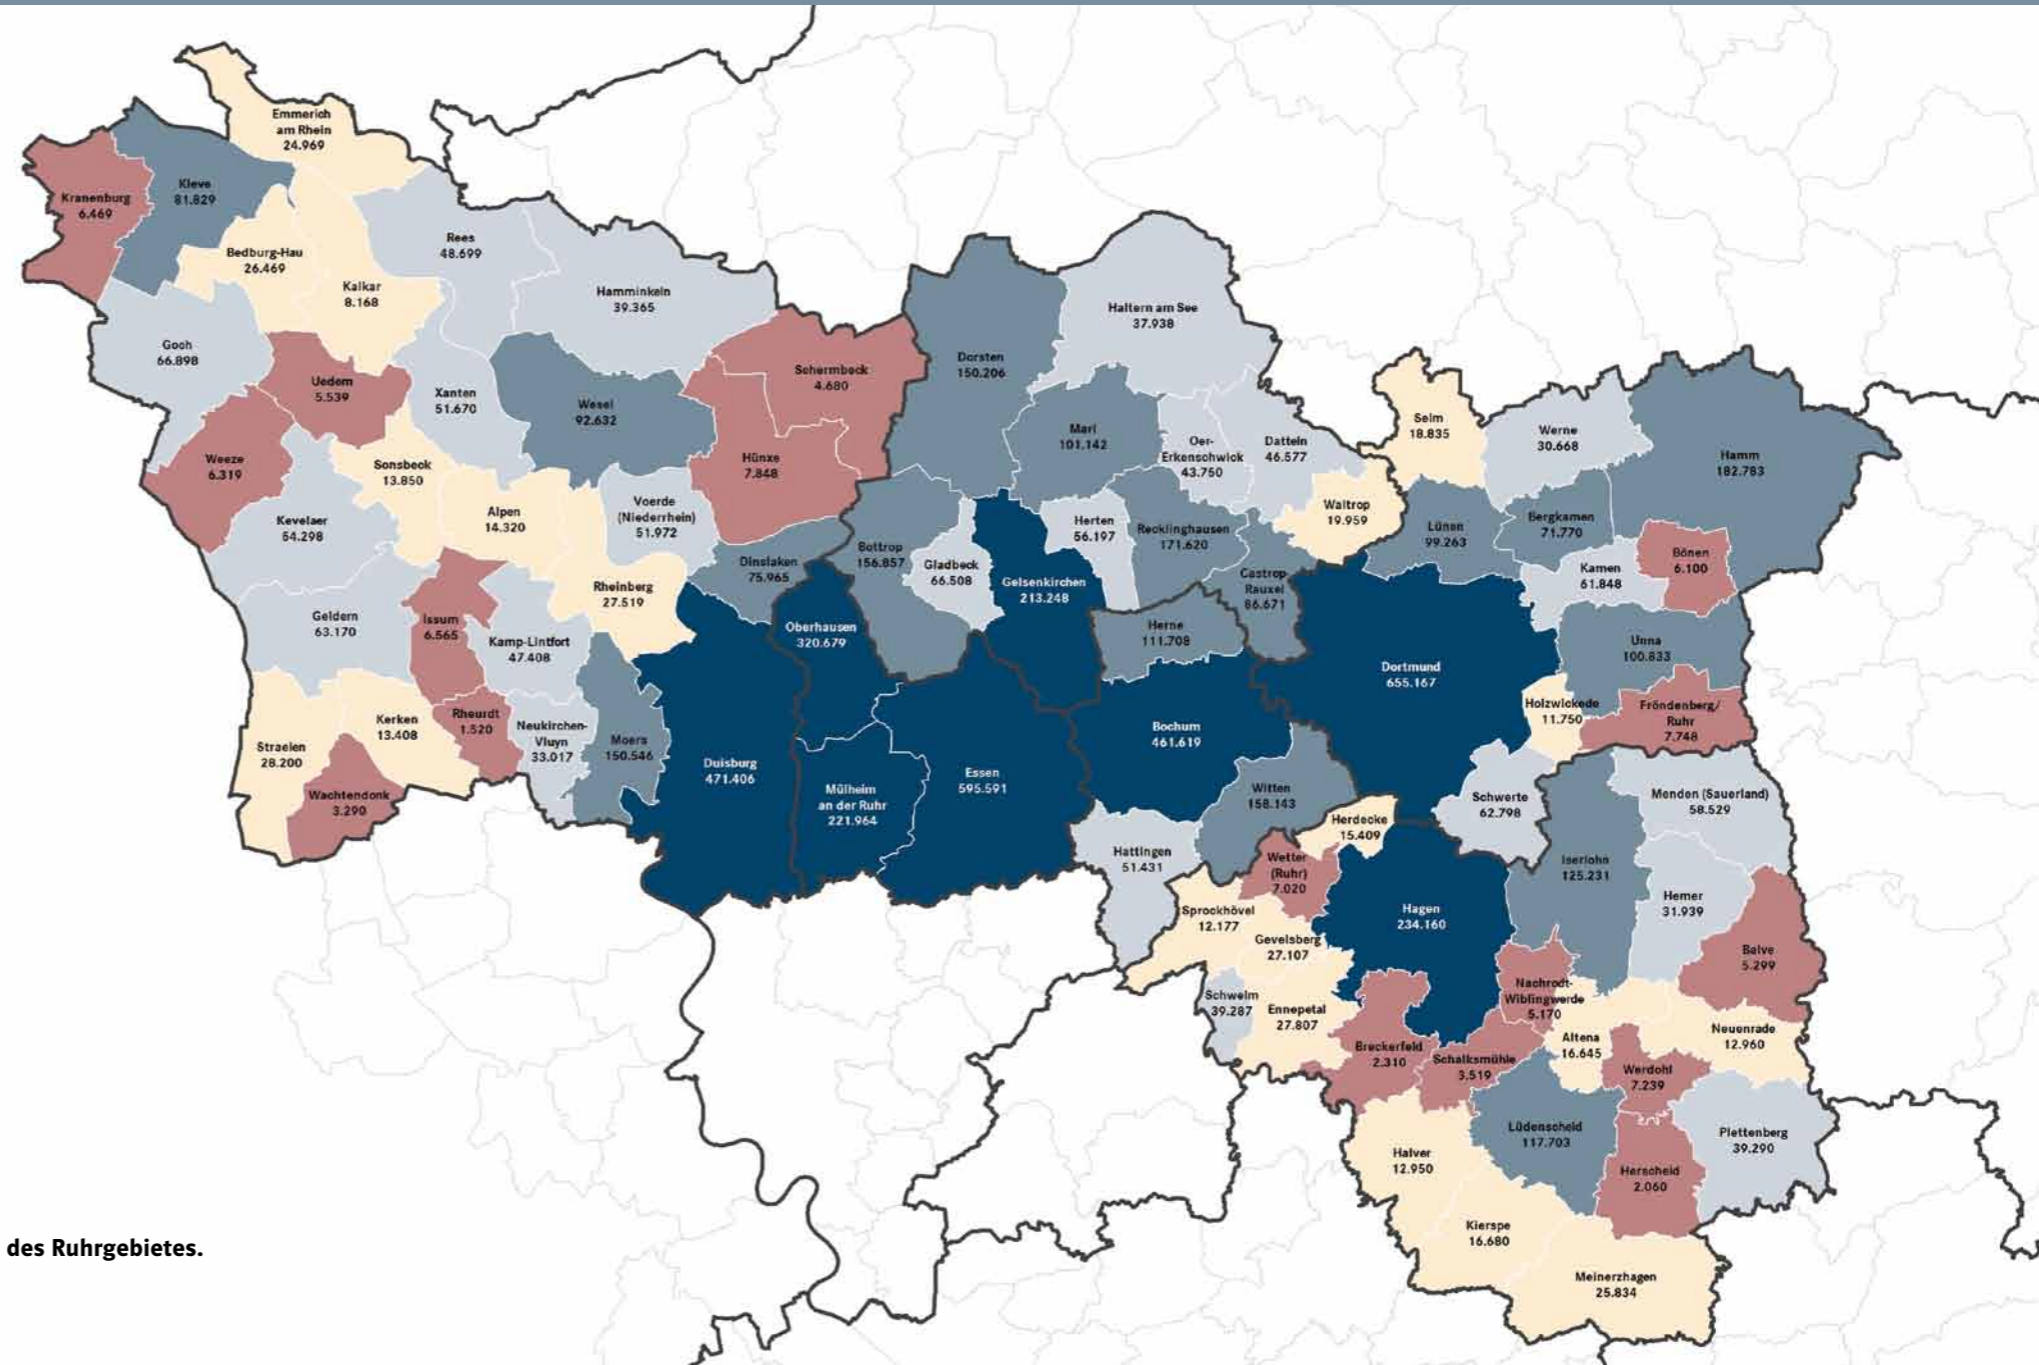 Emmerich
am Rhein
24.969
Kranenburg
6.469
Kleve
81.829
Bedburg-Hau
26.469
Kalkar
8.168
Rees
48.699
Hamminkeln
39.365
Goch
66.898
Uedem
5.539
Xanten
51.670
Wesel
92.632
Schermbeck
4.680
Hünxe
7.848
Dorsten
150.206
Haltern am See
37.938
Marl
101.142
Oer-
Erkenschwick
43.750
Datteln
46.577
Waltrop
19.959
Selm
18.835
Werne
30.668
Hamm
182.783
Weeze
6.319
Sonsbeck
13.850
Kevelaer
54.298
Alpen
14.320
Voerde
(Niederrhein)
51.972
Dinslaken
75.965
Bottrop
156.857
Gladbeck
66.508
Gelsenkirchen
213.248
Herten
56.197
Recklinghausen
171.620
Castrop
Rauxel
86.671
Lünen
99.263
Bergkamen
71.770
Kamen
61.848
Bönen
6.100
Geldern
63.170
Issum
6.565
Kamp-Lintfort
47.408
Rheinberg
27.519
Oberhausen
320.679
Herne
111.708
Unna
100.833
Dortmund
655.167
Holzwickede
11.750
Fröndenberg/
Ruhr
7.748
Straelen
28.200
Kerken
13.408
Rheurdt
1.520
Neukirchen-
Vluyn
33.017
Moers
150.546
Wachtendonk
3.290
Duisburg
471.406
Mülheim
an der Ruhr
221.964
Essen
595.591
Bochum
461.619
Witten
158.143
Herdecke
15.409
Schwerte
62.798
Menden (Sauerland)
58.529
Hattingen
51.431
Wetter
(Ruhr)
7.020
Iserlohn
125.231
Hemer
31.939
Sprockhövel
12.177
Gevelsberg
27.107
Hagen
234.160
Balve
5.299
Schwelm
39.287
Ennepetal
27.807
Nachrodt-
Wiblingwerde
5.170
Altena
16.645
Neuenrade
12.960
Breckerfeld
2.310
Schalksmühle
3.519
Werdohl
7.239
Lüdenscheid
117.703
Plettenberg
39.290
Halver
12.950
Herscheid
2.060
Kierspe
16.680
Meinerzhagen
25.834
des Ruhrgebietes.